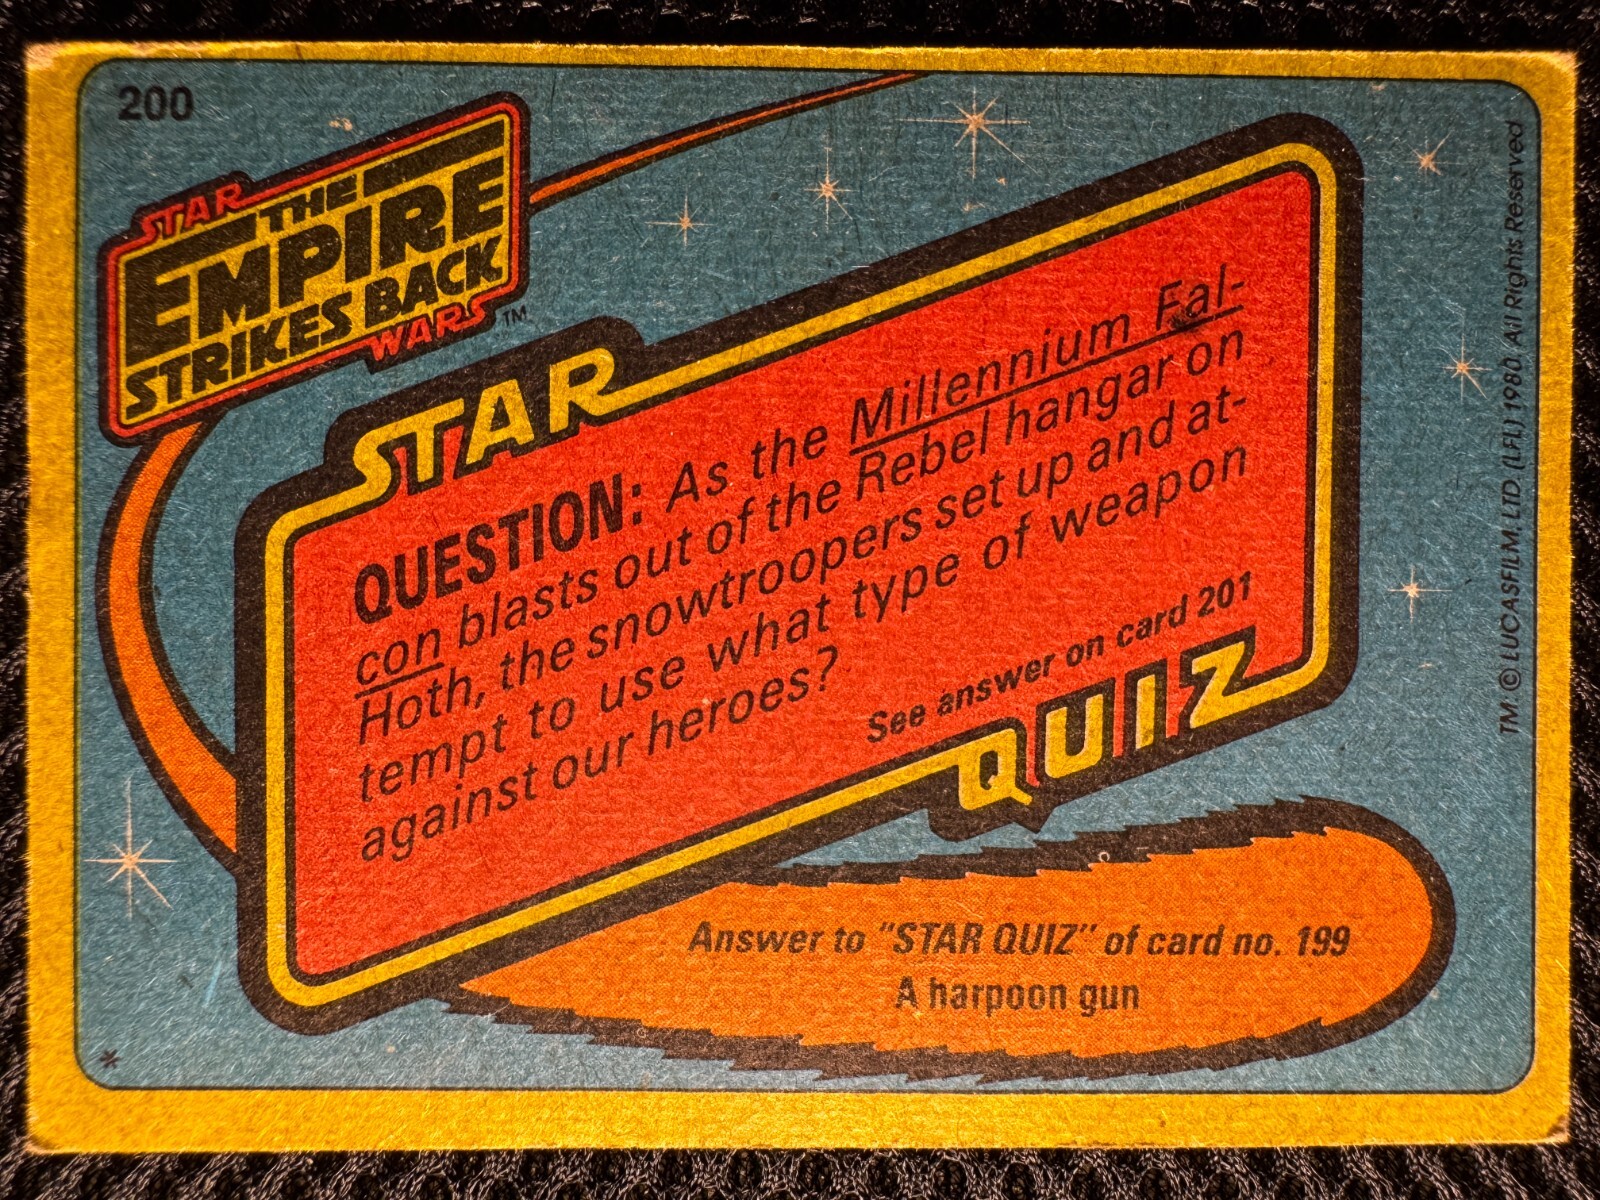 200
STAR
THE
EMPIRE
STRIKES BACK
WARS™
STAR
QUESTION: As the Millennium Fal-
con blasts out of the Rebel hangar on
Hoth, the snowtroopers set up and at-
tempt to use what type of weapon
against our heroes?
See answer on card 201
QUIZ
Answer to "STAR QUIZ" of card no. 199
A harpoon gun
*
TM: © LUCASFILM, LTD. (LFL) 1980. All Rights Reserved